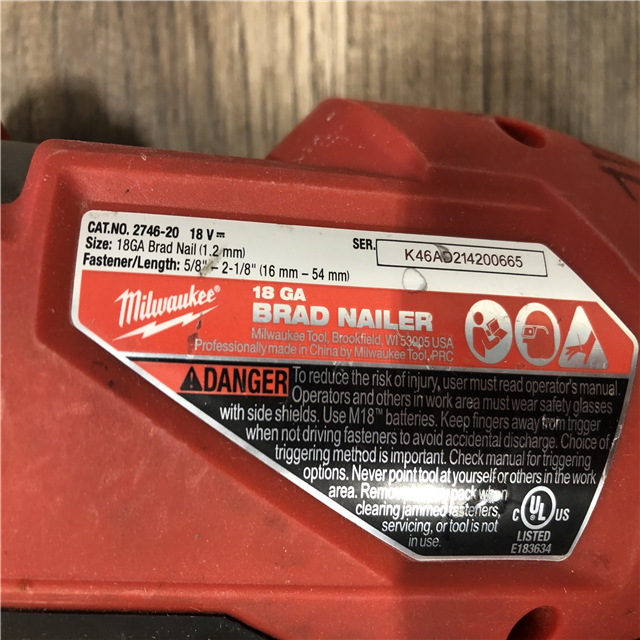 CAT.NO. 2746-20 18 V
Size: 18GA Brad Nail (1.2 mm)
Fastener/Length: 5/8" – 2-1/8" (16 mm – 54 mm)
SER. K46AD214200665
Milwaukee
18 GA
BRAD NAILER
Milwaukee Tool, Brookfield, WI 53005 USA
Professionally made in China by Milwaukee Tool, PRC
DANGER
To reduce the risk of injury, user must read operator's manual.
Operators and others in work area must wear safety glasses
with side shields. Use M18™ batteries. Keep fingers away from trigger
when not driving fasteners to avoid accidental discharge. Choice of
triggering method is important. Check manual for triggering
options. Never point tool at yourself or others in the work
area. Remove pack when
clearing jammed fasteners,
servicing, or tool is not
in use.
C UL US
LISTED
E183634